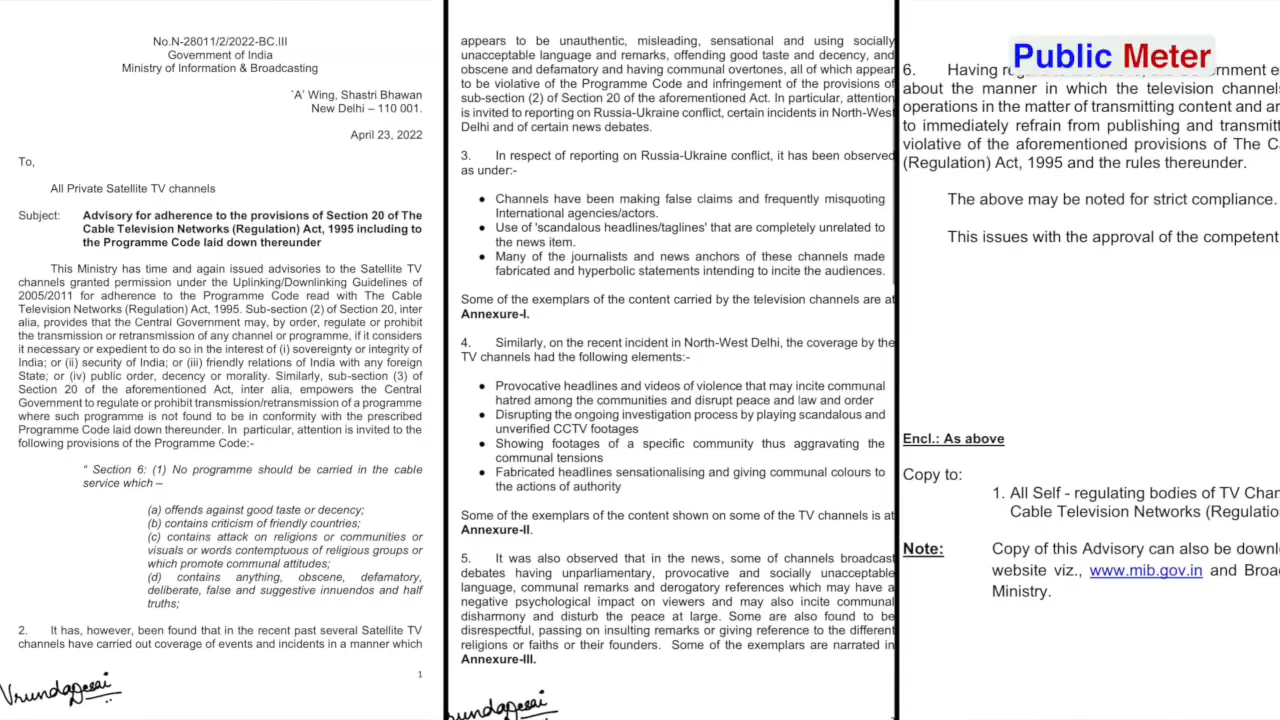 No.N-28011/2/2022-BC.III
Government of India
Ministry of Information & Broadcasting
`A' Wing, Shastri Bhawan
New Delhi – 110 001.
April 23, 2022
To,
All Private Satellite TV channels
Subject: Advisory for adherence to the provisions of Section 20 of The
Cable Television Networks (Regulation) Act, 1995 including to
the Programme Code laid down thereunder
This Ministry has time and again issued advisories to the Satellite TV
channels granted permission under the Uplinking/Downlinking Guidelines of
2005/2011 for adherence to the Programme Code read with The Cable
Television Networks (Regulation) Act, 1995. Sub-section (2) of Section 20, inter
alia, provides that the Central Government may, by order, regulate or prohibit
the transmission or retransmission of any channel or programme, if it considers
it necessary or expedient to do so in the interest of (i) sovereignty or integrity of
India; or (ii) security of India; or (iii) friendly relations of India with any foreign
State; or (iv) public order, decency or morality. Similarly, sub-section (3) of
Section 20 of the aforementioned Act, inter alia, empowers the Central
Government to regulate or prohibit transmission/retransmission of a programme
where such programme is not found to be in conformity with the prescribed
Programme Code laid down thereunder. In particular, attention is invited to the
following provisions of the Programme Code:-
“ Section 6: (1) No programme should be carried in the cable
service which –
(a) offends against good taste or decency;
(b) contains criticism of friendly countries;
(c) contains attack on religions or communities or
visuals or words contemptuous of religious groups or
which promote communal attitudes;
(d) contains anything, obscene, defamatory,
deliberate, false and suggestive innuendos and half
truths;
2. It has, however, been found that in the recent past several Satellite TV
channels have carried out coverage of events and incidents in a manner which
1
Vrundadesai
appears to be unauthentic, misleading, sensational and using socially
unacceptable language and remarks, offending good taste and decency, and
obscene and defamatory and having communal overtones, all of which appear
to be violative of the Programme Code and infringement of the provisions of
sub-section (2) of Section 20 of the aforementioned Act. In particular, attention
is invited to reporting on Russia-Ukraine conflict, certain incidents in North-West
Delhi and of certain news debates.
3. In respect of reporting on Russia-Ukraine conflict, it has been observed
as under:-
• Channels have been making false claims and frequently misquoting
International agencies/actors.
• Use of 'scandalous headlines/taglines' that are completely unrelated to
the news item.
• Many of the journalists and news anchors of these channels made
fabricated and hyperbolic statements intending to incite the audiences.
Some of the exemplars of the content carried by the television channels are at
Annexure-I.
4. Similarly, on the recent incident in North-West Delhi, the coverage by the
TV channels had the following elements:-
• Provocative headlines and videos of violence that may incite communal
hatred among the communities and disrupt peace and law and order
• Disrupting the ongoing investigation process by playing scandalous and
unverified CCTV footages
• Showing footages of a specific community thus aggravating the
communal tensions
• Fabricated headlines sensationalising and giving communal colours to
the actions of authority
Some of the exemplars of the content shown on some of the TV channels is at
Annexure-II.
5. It was also observed that in the news, some of channels broadcast
debates having unparliamentary, provocative and socially unacceptable
language, communal remarks and derogatory references which may have a
negative psychological impact on viewers and may also incite communal
disharmony and disturb the peace at large. Some are also found to be
disrespectful, passing on insulting remarks or giving reference to the different
religions or faiths or their founders. Some of the exemplars are narrated in
Annexure-III.
Public Meter
6. Having
about the manner in which the television channels
operations in the matter of transmitting content and
to immediately refrain from publishing and
violative of the aforementioned provisions of The
(Regulation) Act, 1995 and the rules thereunder.
The above may be noted for strict compliance.
This issues with the approval of the competent
Encl.: As above
Copy to:
1. All Self - regulating bodies of TV
Cable Television Networks
Note: Copy of this Advisory can also be
website viz., www.mib.gov.in and
Ministry.